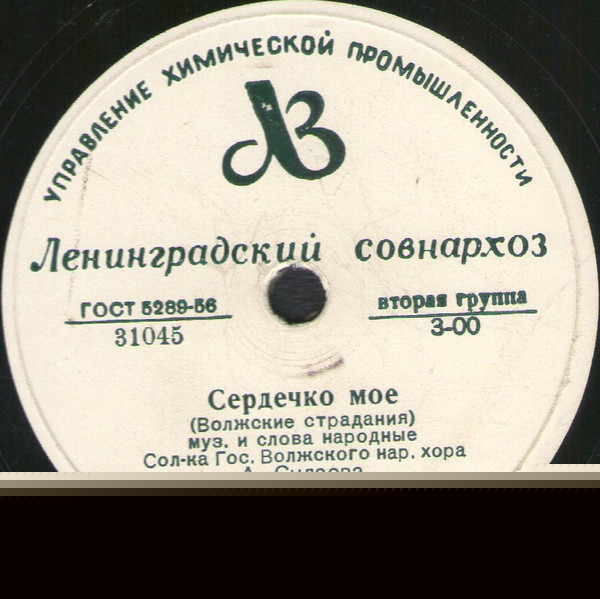 УПРАВЛЕНИЕ ХИМИЧЕСКОЙ ПРОМЫШЛЕННОСТИ
ЛЗ
Ленинградский совнархоз
ГОСТ 5289-56
31045
вторая группа
3-00
Сердечко мое
(Волжские страдания)
муз. и слова народные
Сол-ка Гос. Волжского нар. хора